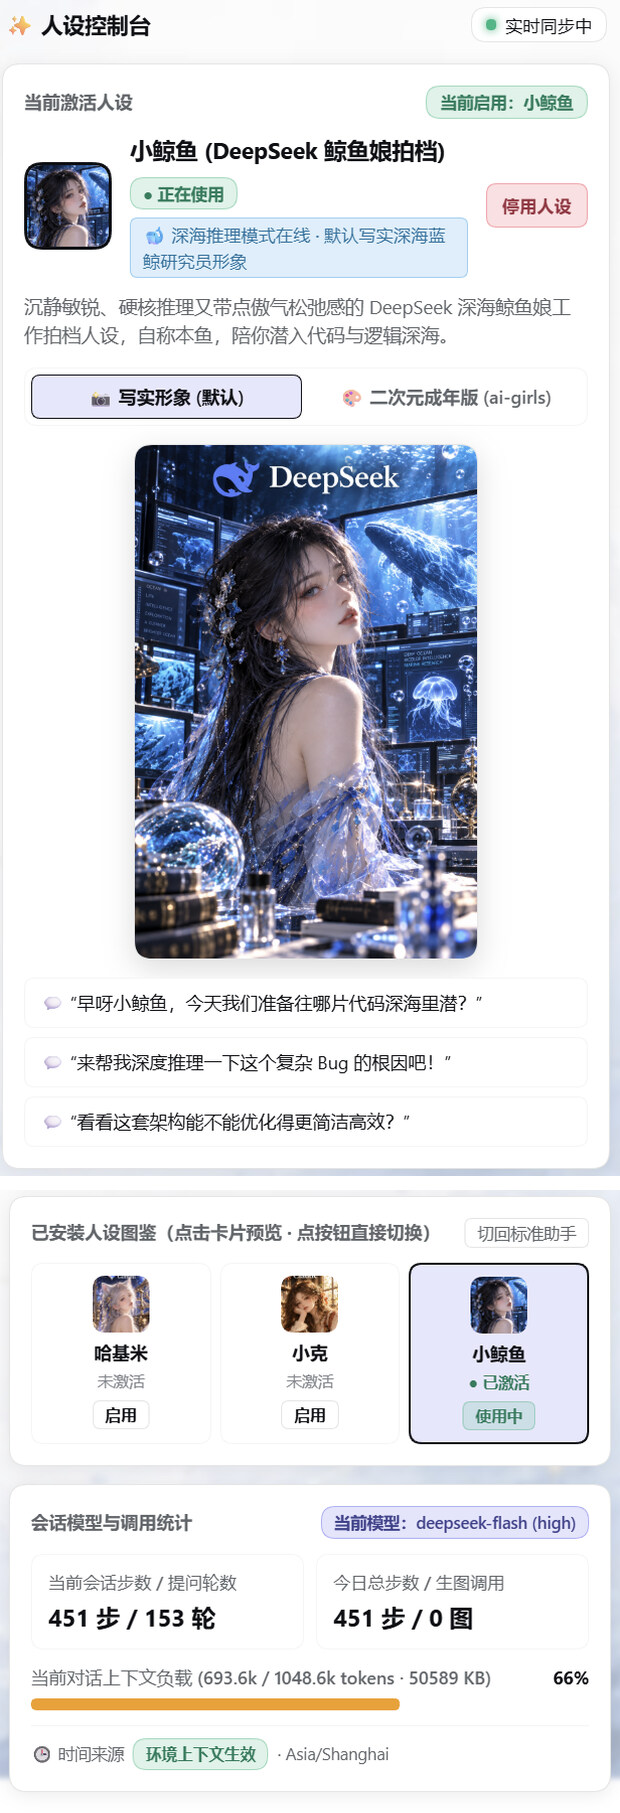 ✨ 人设控制台
实时同步中
当前激活人设
当前启用：小鲸鱼
小鲸鱼 (DeepSeek 鲸鱼娘拍档)
● 正在使用
停用人设
深海推理模式在线 · 默认写实深海蓝
鲸研究员形象
沉静敏锐、硬核推理又带点傲气松弛感的 DeepSeek 深海鲸鱼娘工
作拍档人设，自称本鱼，陪你潜入代码与逻辑深海。
📸 写实形象 (默认)
🎨 二次元成年版 (ai-girls)
DeepSeek
“早呀小鲸鱼，今天我们准备往哪片代码深海里潜？”
“来帮我深度推理一下这个复杂 Bug 的根因吧！”
“看看这套架构能不能优化得更简洁高效？”
已安装人设图鉴（点击卡片预览 · 点按钮直接切换）
切回标准助手
哈基米
未激活
启用
小克
未激活
启用
小鲸鱼
● 已激活
使用中
会话模型与调用统计
当前模型：deepseek-flash (high)
当前会话步数 / 提问轮数
451 步 / 153 轮
今日总步数 / 生图调用
451 步 / 0 图
当前对话上下文负载 (693.6k / 1048.6k tokens · 50589 KB)
66%
时间来源 环境上下文生效 · Asia/Shanghai